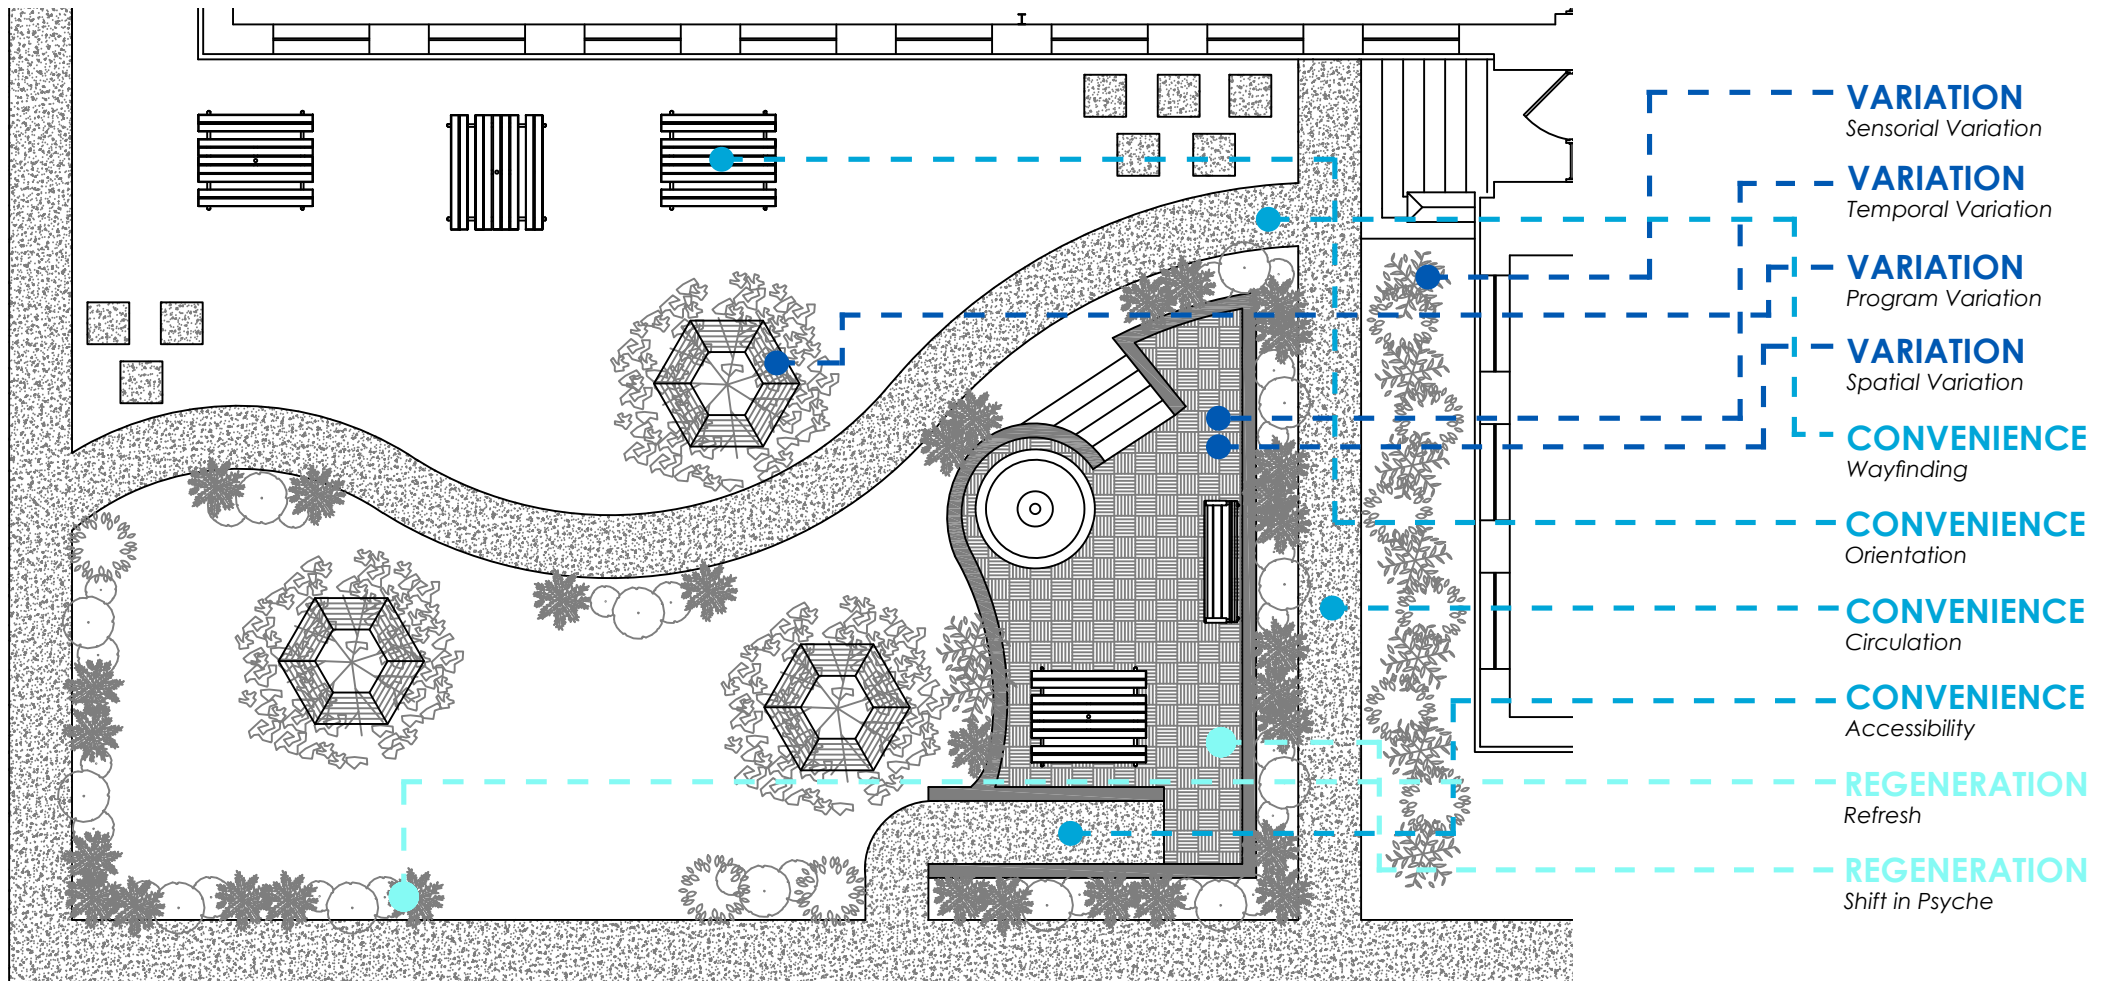 VARIATION
Sensorial Variation
VARIATION
Temporal Variation
VARIATION
Program Variation
VARIATION
Spatial Variation
CONVENIENCE
Wayfinding
CONVENIENCE
Orientation
CONVENIENCE
Circulation
CONVENIENCE
Accessibility
REGENERATION
Refresh
REGENERATION
Shift in Psyche